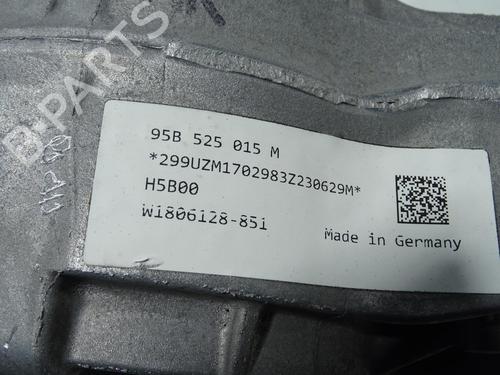 B-PARTS
95B 525 015 M
*299UZM1702983Z230629M*
H5B00
W1806128-851
Made in Germany